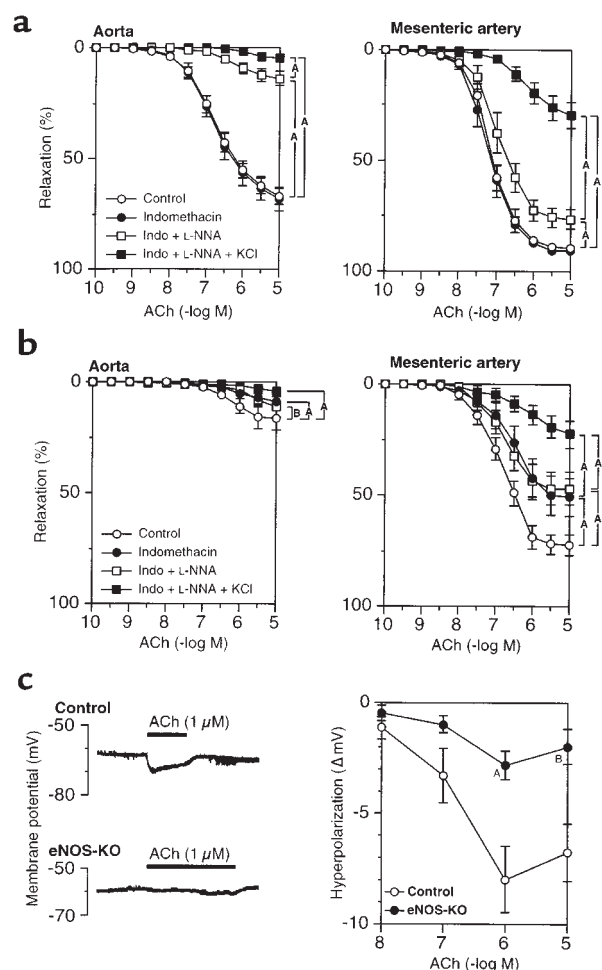 a
Aorta
Mesenteric artery
0
50
100
Relaxation (%)
Control
Indomethacin
Indo + L-NNA
Indo + L-NNA + KCl
A
A
A
10 9 8 7 6 5
ACh (-log M)
0
50
100
A
A
A
10 9 8 7 6 5
ACh (-log M)
b
Aorta
Mesenteric artery
0
50
100
Relaxation (%)
Control
Indomethacin
Indo + L-NNA
Indo + L-NNA + KCl
B A A
10 9 8 7 6 5
ACh (-log M)
0
50
100
A
A
A
A
10 9 8 7 6 5
ACh (-log M)
c
Control
Membrane potential (mV)
-50
-80
ACh (1 µM)
eNOS-KO
-50
-70
ACh (1 µM)
Hyperpolarization (Δ mV)
0
-5
-10
A
B
Control
eNOS-KO
8 7 6 5
ACh (-log M)